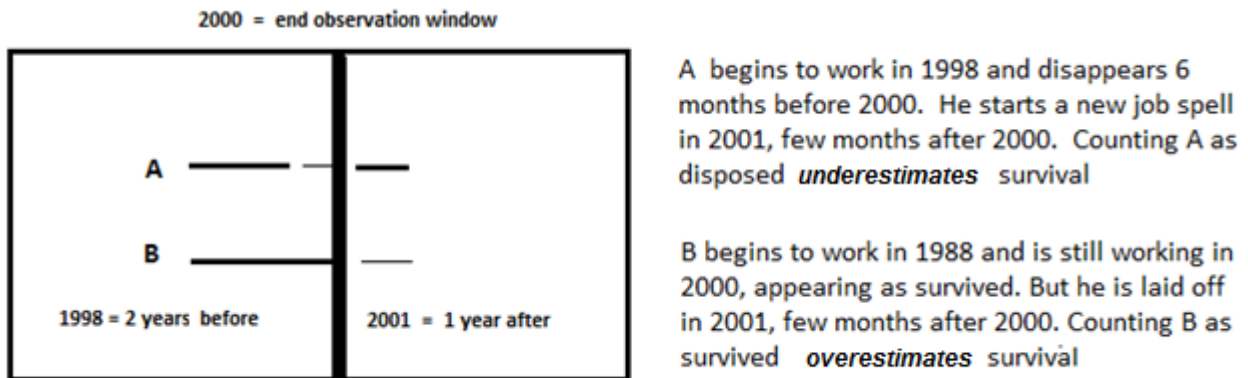 2000 = end observation window
A
B
1998 = 2 years before
2001 = 1 year after
A begins to work in 1998 and disappears 6
months before 2000. He starts a new job spell
in 2001, few months after 2000. Counting A as
disposed underestimates survival
B begins to work in 1988 and is still working in
2000, appearing as survived. But he is laid off
in 2001, few months after 2000. Counting B as
survived overestimates survival